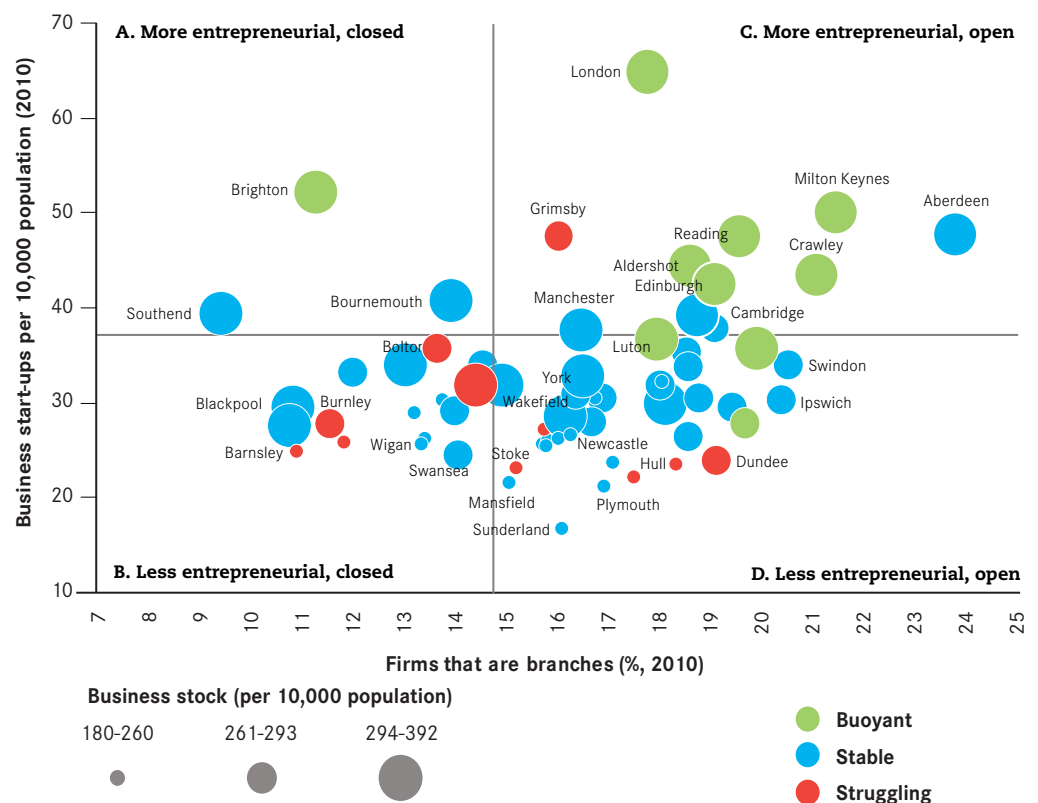 70
A. More entrepreneurial, closed
C. More entrepreneurial, open
London
60
Milton Keynes
Brighton
Aberdeen
50
Grimsby
Reading
Crawley
Aldershot
Edinburgh
Manchester
Bournemouth
Southend
Cambridge
40
Bolton
Luton
Swindon
York
Blackpool
Burnley
Wakefield
Ipswich
30
Wigan
Newcastle
Barnsley
Stoke
Hull
Dundee
Swansea
Mansfield
Plymouth
20
Sunderland
B. Less entrepreneurial, closed
D. Less entrepreneurial, open
10
Business start-ups per 10,000 population (2010)
7 8 9 10 11 12 13 14 15 16 17 18 19 20 21 22 23 24 25
Firms that are branches (%, 2010)
Business stock (per 10,000 population)
180-260 261-293 294-392
Buoyant
Stable
Struggling